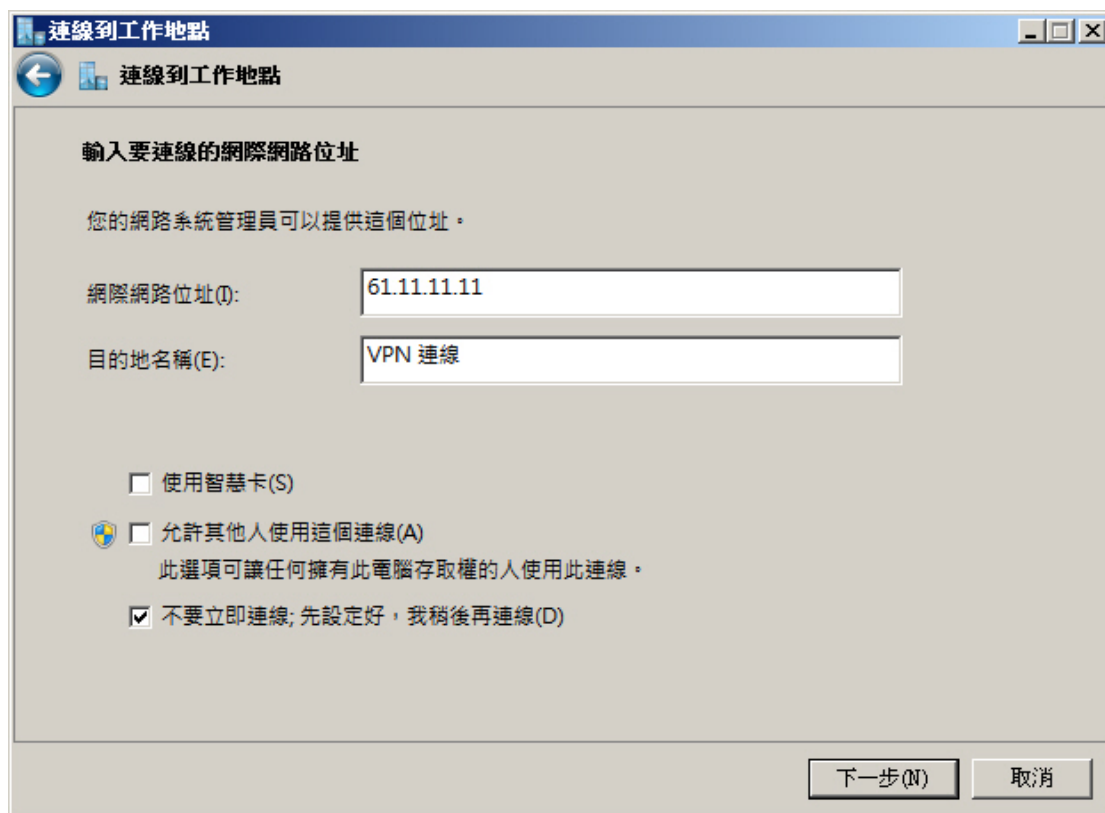 連線到工作地點
連線到工作地點
輸入要連線的網際網路位址
您的網路系統管理員可以提供這個位址。
網際網路位址(I): 61.11.11.11
目的地名稱(E): VPN 連線
使用智慧卡(S)
允許其他人使用這個連線(A)
此選項可讓任何擁有此電腦存取權的人使用此連線。
不要立即連線; 先設定好，我稍後再連線(D)
下一步(N) 取消